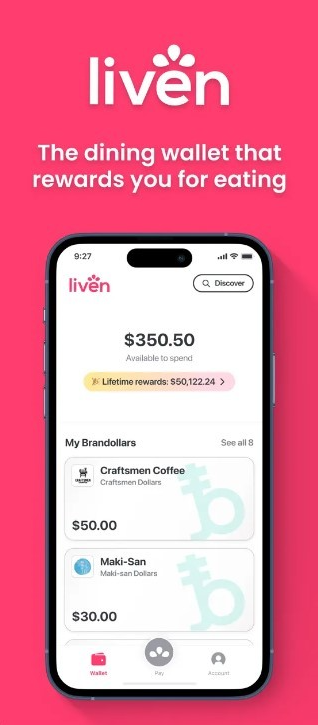 liven
The dining wallet that
rewards you for eating
9:27
liven
Discover
$350.50
Available to spend
Lifetime rewards: $50,122.24
My Brandollars
See all 8
Craftsmen Coffee
Craftsmen Dollars
$50.00
Maki-San
Maki-san Dollars
$30.00
Wallet
Pay
Account